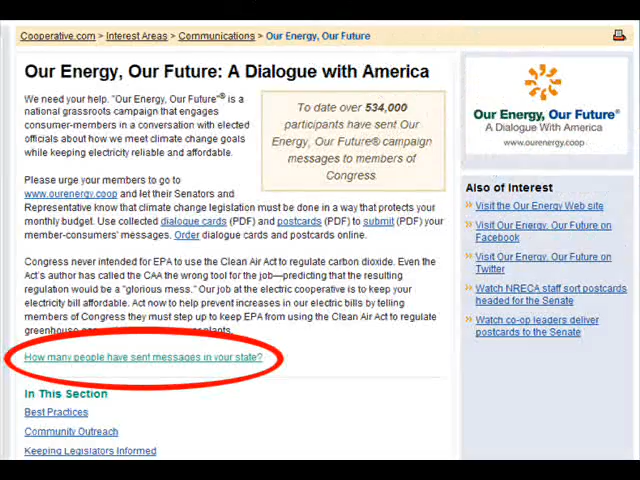 Cooperative.com > Interest Areas > Communications > Our Energy, Our Future
Our Energy, Our Future: A Dialogue with America
We need your help. "Our Energy, Our Future"® is a
national grassroots campaign that engages
consumer-members in a conversation with elected
officials about how we meet climate change goals
while keeping electricity reliable and affordable.
To date over 534,000
participants have sent Our
Energy, Our Future® campaign
messages to members of
Congress.
Please urge your members to go to
www.ourenergy.coop and let their Senators and
Representative know that climate change legislation must be done in a way that protects your
monthly budget. Use collected dialogue cards (PDF) and postcards (PDF) to submit (PDF) your
member-consumers' messages. Order dialogue cards and postcards online.
Congress never intended for EPA to use the Clean Air Act to regulate carbon dioxide. Even the
Act's author has called the CAA the wrong tool for the job—predicting that the resulting
regulation would be a "glorious mess." Our job at the electric cooperative is to keep your
electricity bill affordable. Act now to help prevent increases in our electric bills by telling
members of Congress they must step up to keep EPA from using the Clean Air Act to regulate
greenhouse
How many people have sent messages in your state?
In This Section
Best Practices
Community Outreach
Keeping Legislators Informed
Our Energy, Our Future®
A Dialogue With America
www.ourenergy.coop
Also of Interest
Visit the Our Energy Web site
Visit the Our Energy, Our Future on
Facebook
Visit the Our Energy, Our Future on
Twitter
Watch NRECA staff sort postcards
headed for the Senate
Watch co-op leaders deliver
postcards to the Senate